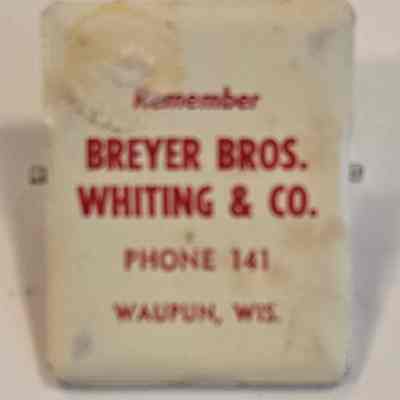 Remember
BREYER BROS.
WHITING & CO.
PHONE 141
WAUPUN, WIS.